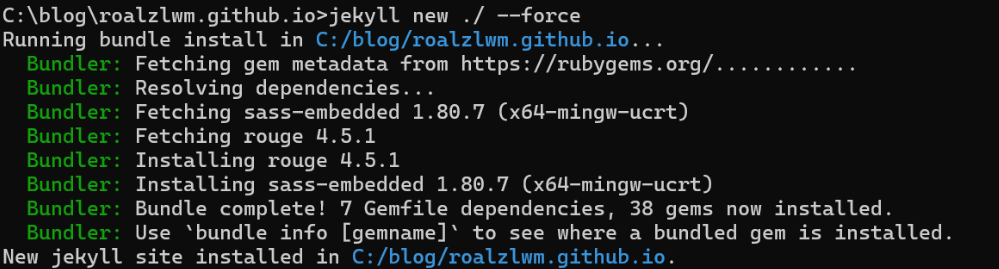 C:\blog\roalzlwm.github.io>jekyll new ./ --force
Running bundle install in C:/blog/roalzlwm.github.io...
  Bundler: Fetching gem metadata from https://rubygems.org/............
  Bundler: Resolving dependencies...
  Bundler: Fetching sass-embedded 1.80.7 (x64-mingw-ucrt)
  Bundler: Fetching rouge 4.5.1
  Bundler: Installing rouge 4.5.1
  Bundler: Installing sass-embedded 1.80.7 (x64-mingw-ucrt)
  Bundler: Bundle complete! 7 Gemfile dependencies, 38 gems now installed.
  Bundler: Use `bundle info [gemname]` to see where a bundled gem is installed.
New jekyll site installed in C:/blog/roalzlwm.github.io.